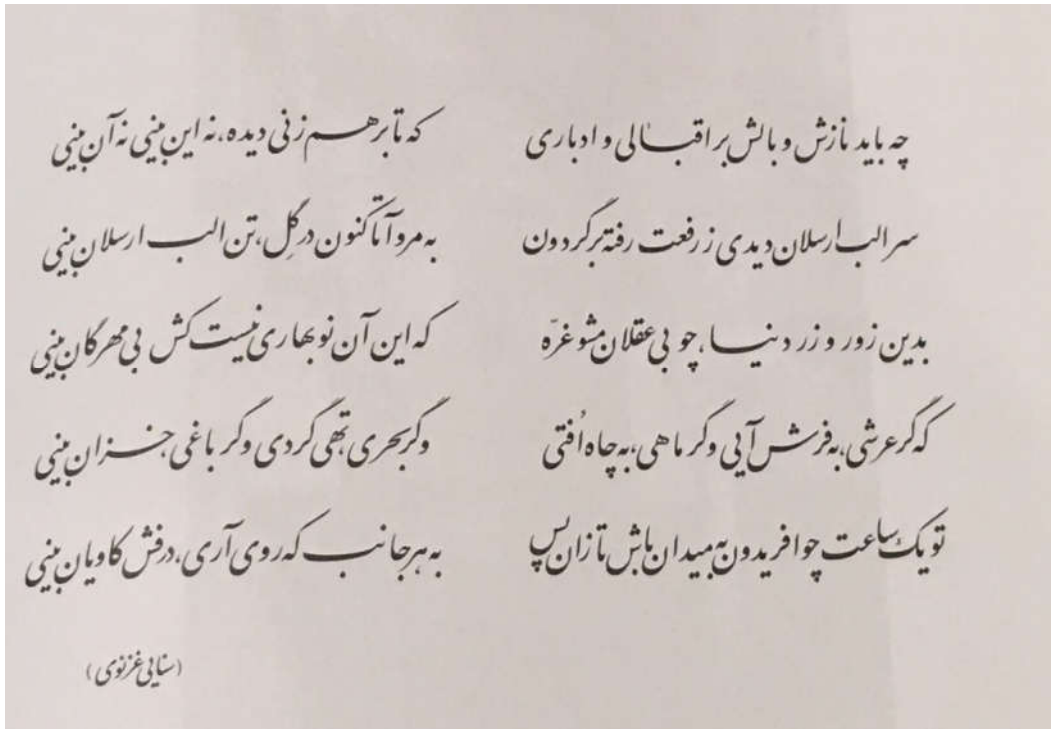 چه باید نازش و بالش بر اقبالی و ادباری که تا بر هم زنی دیده، نه این بینی نه آن بینی
سر الب ارسلان دیدی ز رفعت رفته بر گردون به مرو آ تا کنون در گِل، تن الب ارسلان بینی
بدین زور و زر دنیا، چو بی عقلان مشو غرّه که این آن نوبهاری نیست کش بی مهرگان بینی
که گر عرشی، به فرش آیی و گر ماهی، به چاه اُفتی وگر بحری تهی گردی وگر باغی خزان بینی
تو یک ساعت چو افریدون به میدان باش تا زان پس به هر جانب که روی آری، درفش کاویان بینی
(سنایی غزنوی)